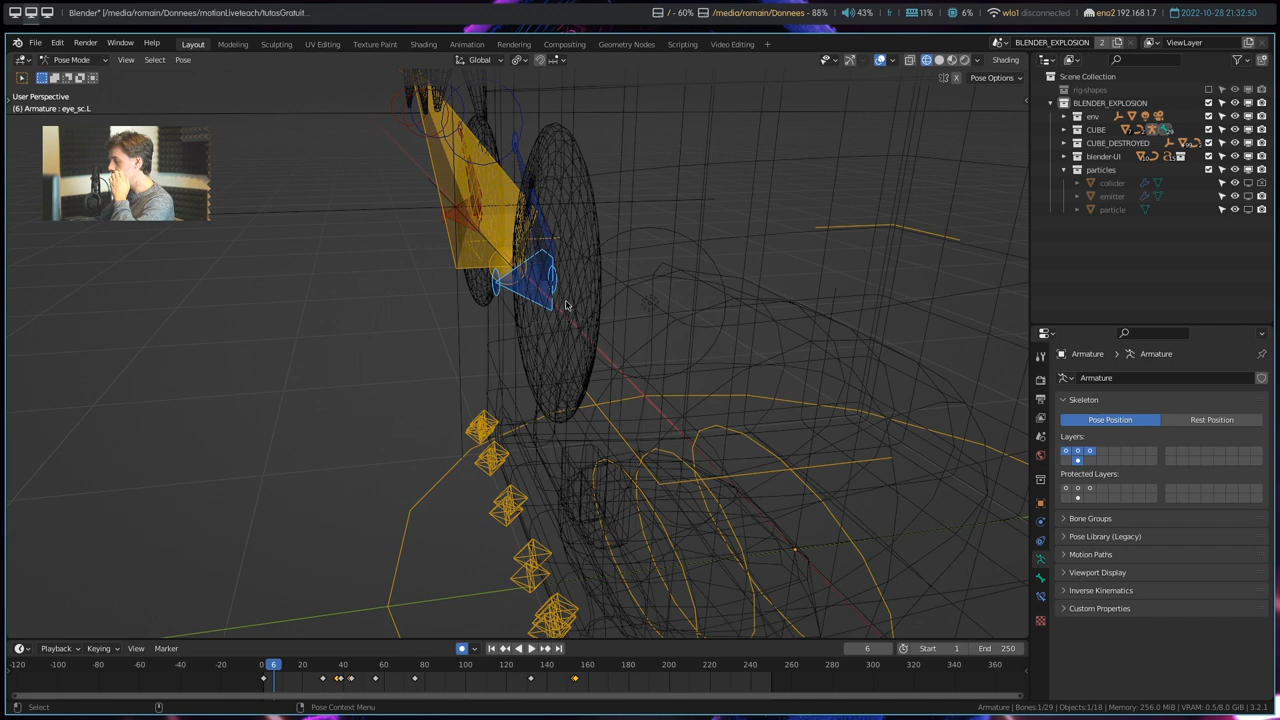 Blender* [/media/romain/Donnees/motionLiveteach/tutosGratuit...
/ - 60% /media/romain/Donnees - 88% 43% fr 11% 6% wlo1 disconnected eno2 192.168.1.7 2022-10-28 21:32:50
File Edit Render Window Help Layout Modeling Sculpting UV Editing Texture Paint Shading Animation Rendering Compositing Geometry Nodes Scripting Video Editing + BLENDER_EXPLOSION 2 ViewLayer
Pose Mode View Select Pose Global Shading
X Pose Options
User Perspective
(6) Armature : eye_sc.L
Scene Collection
rig-shapes
BLENDER_EXPLOSION
env
CUBE
CUBE_DESTROYED
blender-UI
particles
collider
emitter
particle
Armature > Armature
Armature
Skeleton
Pose Position Rest Position
Layers:
Protected Layers:
Bone Groups
Pose Library (Legacy)
Motion Paths
Viewport Display
Inverse Kinematics
Custom Properties
Playback Keying View Marker 6 Start 1 End 250
-120 -100 -80 -60 -40 -20 0 6 20 40 60 80 100 120 140 160 180 200 220 240 260 280 300 320 340 360
Select Pose Context Menu Armature | Bones:1/29 | Objects:1/18 | Memory: 256.0 MiB | VRAM: 0.5/8.0 GiB | 3.2.1